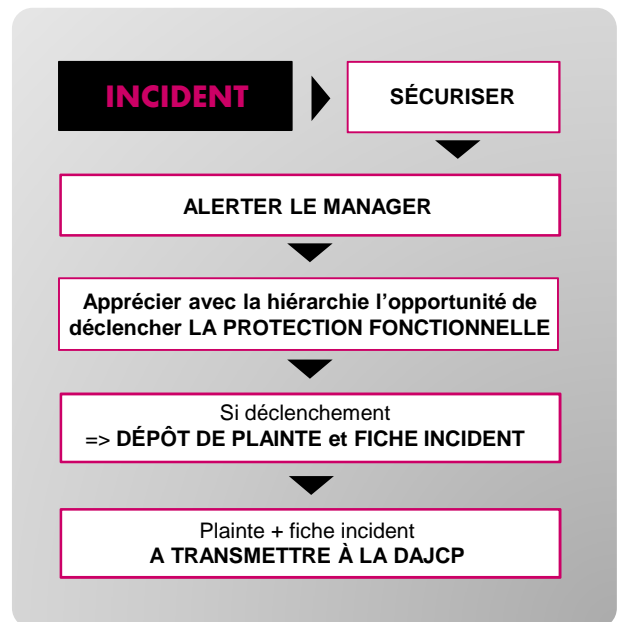 INCIDENT
SÉCURISER
ALERTER LE MANAGER
Apprécier avec la hiérarchie l’opportunité de
déclencher LA PROTECTION FONCTIONNELLE
Si déclenchement
=> DÉPÔT DE PLAINTE et FICHE INCIDENT
Plainte + fiche incident
A TRANSMETTRE À LA DAJCP